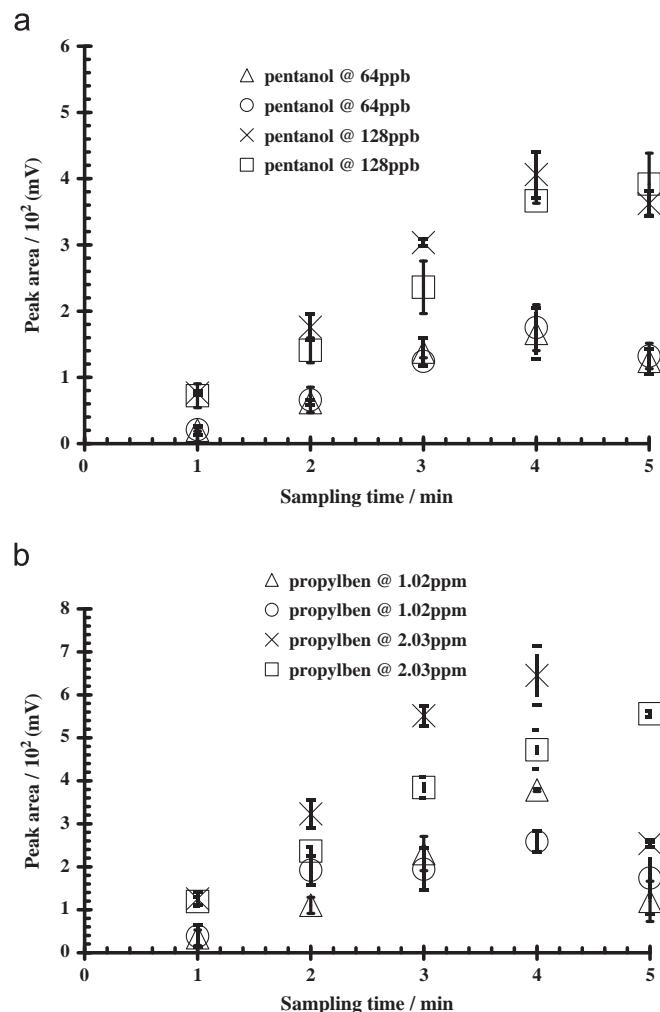 a
6
5
4
3
2
1
0
Peak area / 10² (mV)
pentanol @ 64ppb
pentanol @ 64ppb
pentanol @ 128ppb
pentanol @ 128ppb
0 1 2 3 4 5
Sampling time / min
b
8
7
6
5
4
3
2
1
0
Peak area / 10² (mV)
propylben @ 1.02ppm
propylben @ 1.02ppm
propylben @ 2.03ppm
propylben @ 2.03ppm
0 1 2 3 4 5
Sampling time / min